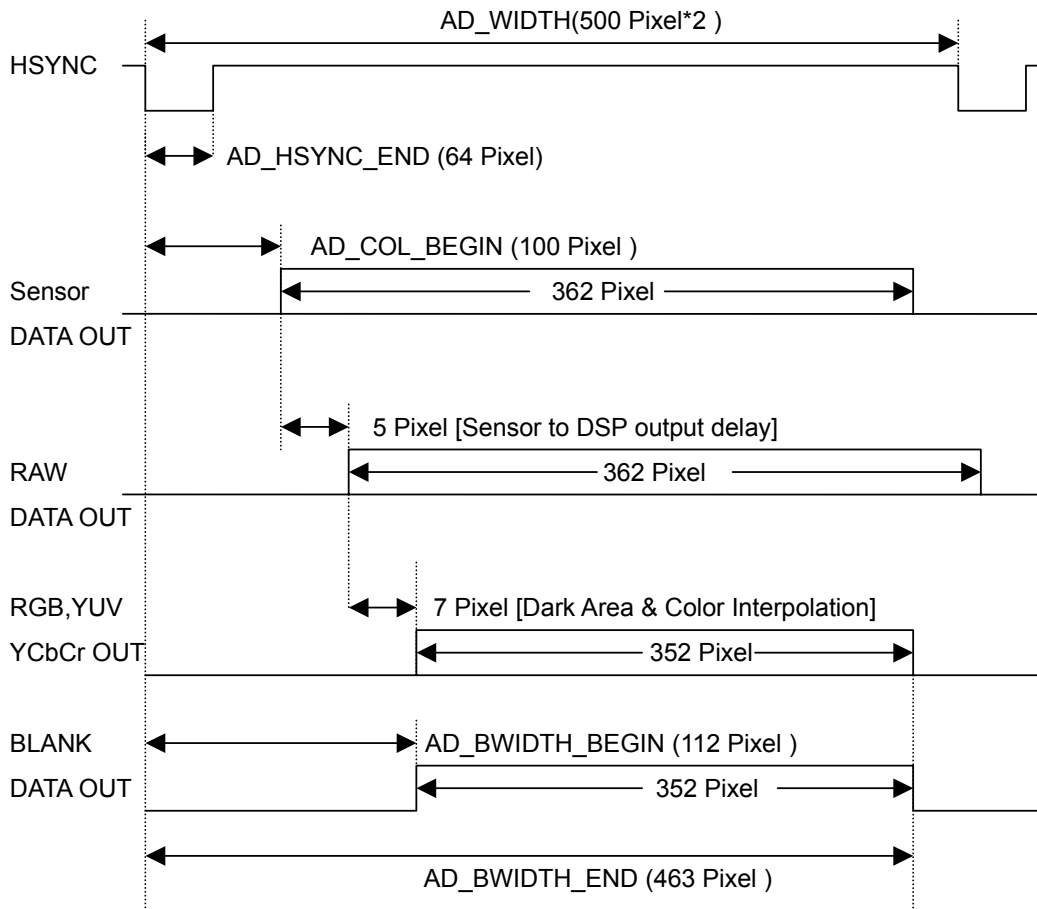 AD_WIDTH(500 Pixel*2 )
HSYNC
AD_HSYNC_END (64 Pixel)
AD_COL_BEGIN (100 Pixel )
Sensor
362 Pixel
DATA OUT
5 Pixel [Sensor to DSP output delay]
RAW
362 Pixel
DATA OUT
RGB,YUV
7 Pixel [Dark Area & Color Interpolation]
YCbCr OUT
352 Pixel
BLANK
AD_BWIDTH_BEGIN (112 Pixel )
DATA OUT
352 Pixel
AD_BWIDTH_END (463 Pixel )